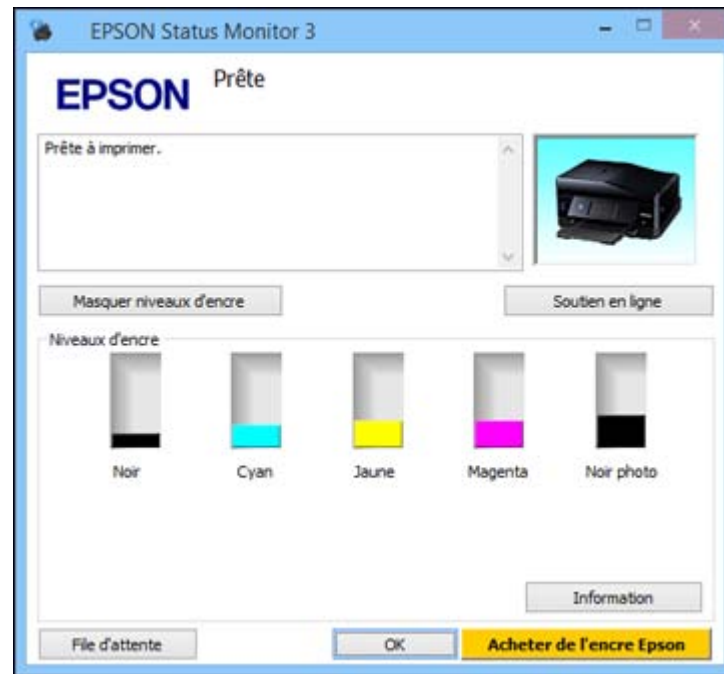 EPSON Status Monitor 3
EPSON
Prête
Prête à imprimer.
Masquer niveaux d'encre
Soutien en ligne
Niveaux d'encre
Noir
Cyan
Jaune
Magenta
Noir photo
Information
File d'attente
OK
Acheter de l'encre Epson